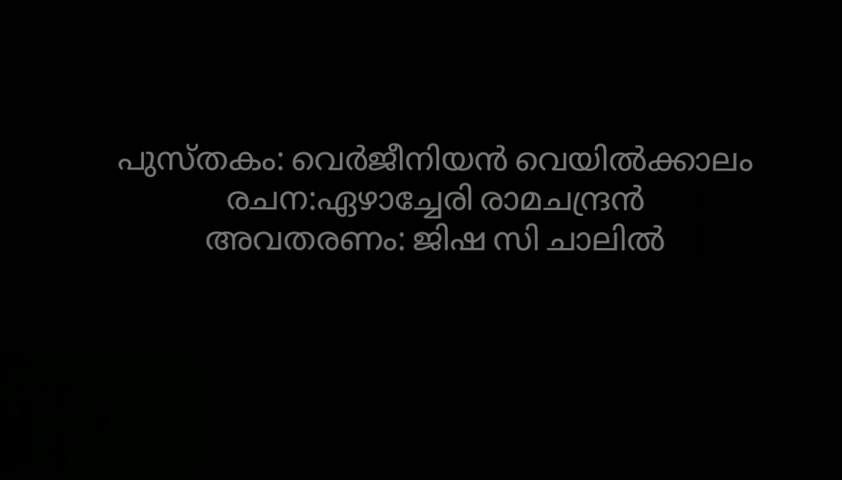 പുസ്തകം: വെർജീനിയൻ വെയിൽക്കാലം
രചന:ഏഴാച്ചേരി രാമചന്ദ്രൻ
അവതരണം: ജിഷ സി ചാലിൽ